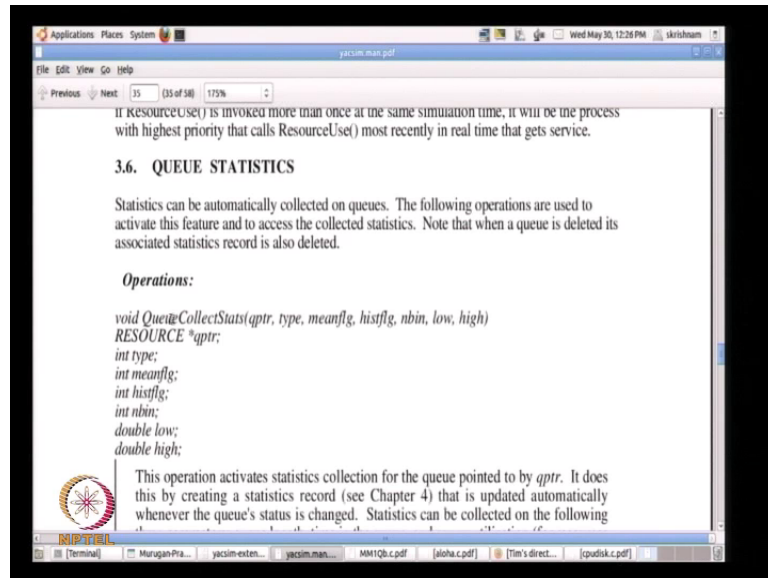 Applications Places System
Wed May 30, 12:26 PM skrishnam
yacsim.man.pdf
File Edit View Go Help
Previous Next 35 (35 of 58) 175%
if ResourceUse() is invoked more than once at the same simulation time, it will be the process
with highest priority that calls ResourceUse() most recently in real time that gets service.
3.6. QUEUE STATISTICS
Statistics can be automatically collected on queues. The following operations are used to
activate this feature and to access the collected statistics. Note that when a queue is deleted its
associated statistics record is also deleted.
Operations:
void QueueCollectStats(qptr, type, meanflg, histflg, nbin, low, high)
RESOURCE *qptr;
int type;
int meanflg;
int histflg;
int nbin;
double low;
double high;
This operation activates statistics collection for the queue pointed to by qptr. It does
this by creating a statistics record (see Chapter 4) that is updated automatically
whenever the queue's status is changed. Statistics can be collected on the following
NPTEL
[Terminal] Murugan-Pra... yacsim-exten... yacsim.man.... MM1Qb.c.pdf [aloha.c.pdf] [Tim's direct... [cpudisk.c.pdf]